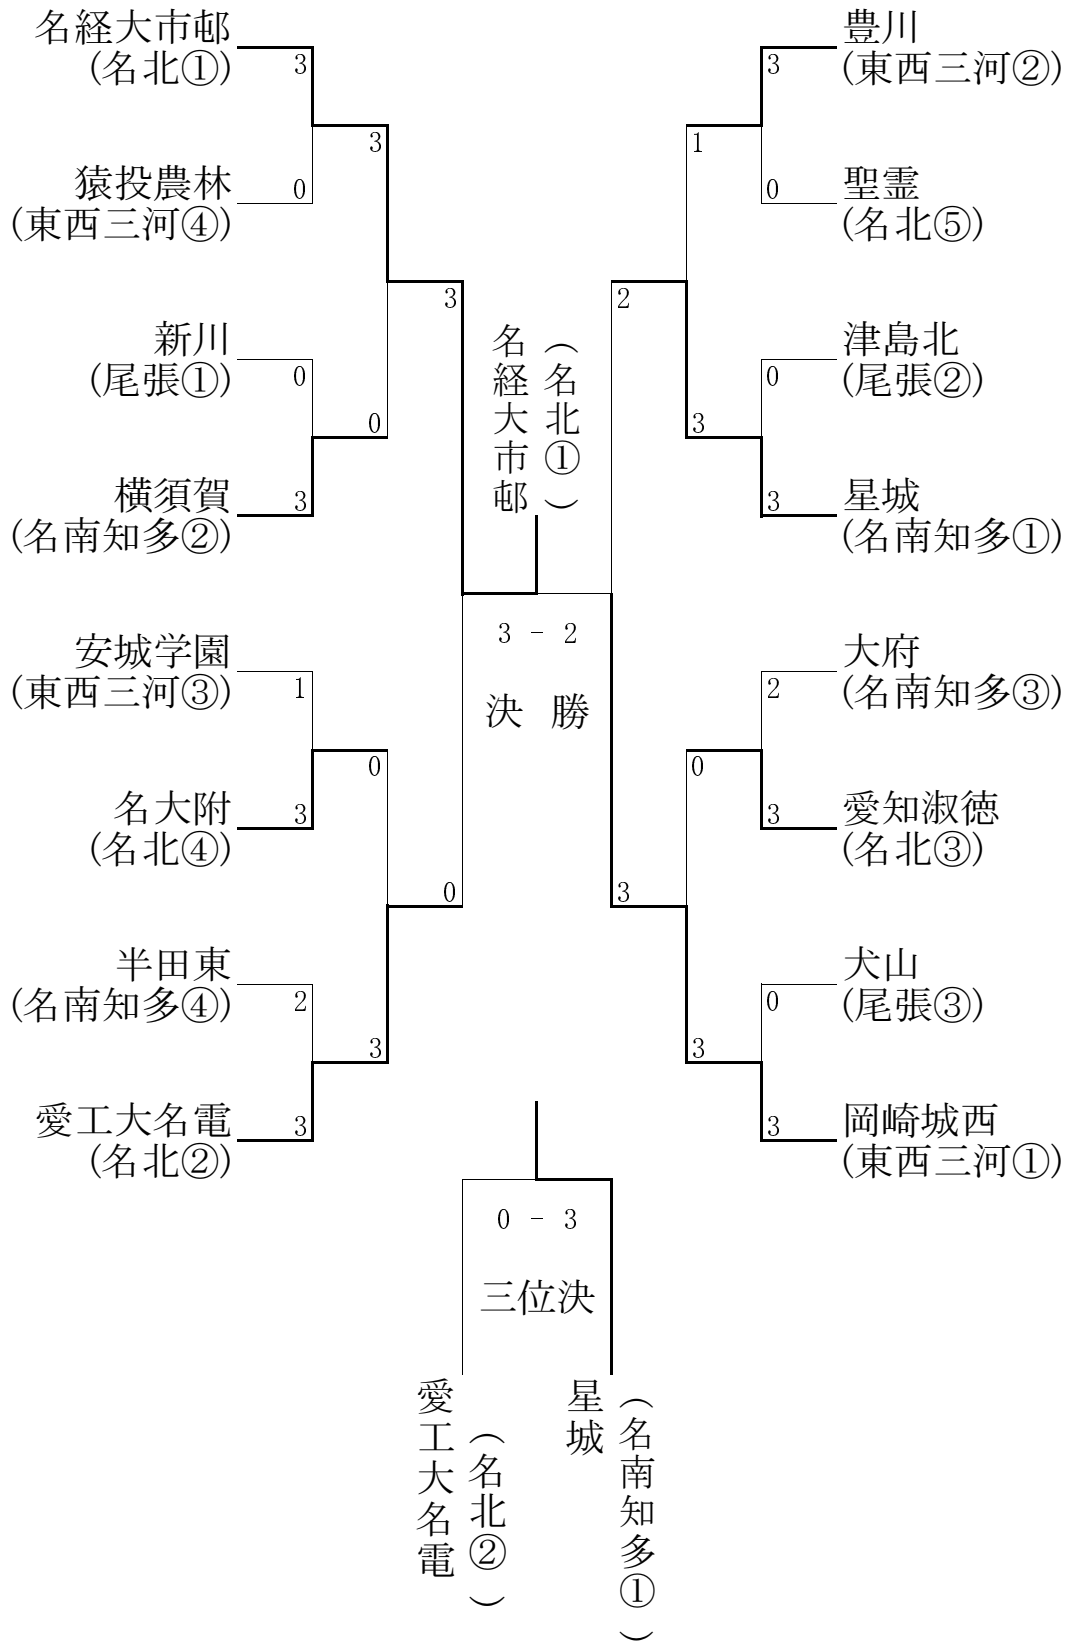 名経大市邨
(名北①)
3
3
猿投農林
(東西三河④)
0
3
新川
(尾張①)
0
0
横須賀
(名南知多②)
3
安城学園
(東西三河③)
1
0
名大附
(名北④)
3
0
半田東
(名南知多④)
2
3
愛工大名電
(名北②)
3
名経大市邨
(名北①)
3 - 2
決 勝
豊川
(東西三河②)
3
1
聖霊
(名北⑤)
0
2
津島北
(尾張②)
0
3
星城
(名南知多①)
3
大府
(名南知多③)
2
0
愛知淑徳
(名北③)
3
3
犬山
(尾張③)
0
3
岡崎城西
(東西三河①)
3
0 - 3
三位決
愛工大名電
(名北②)
星城
(名南知多①)